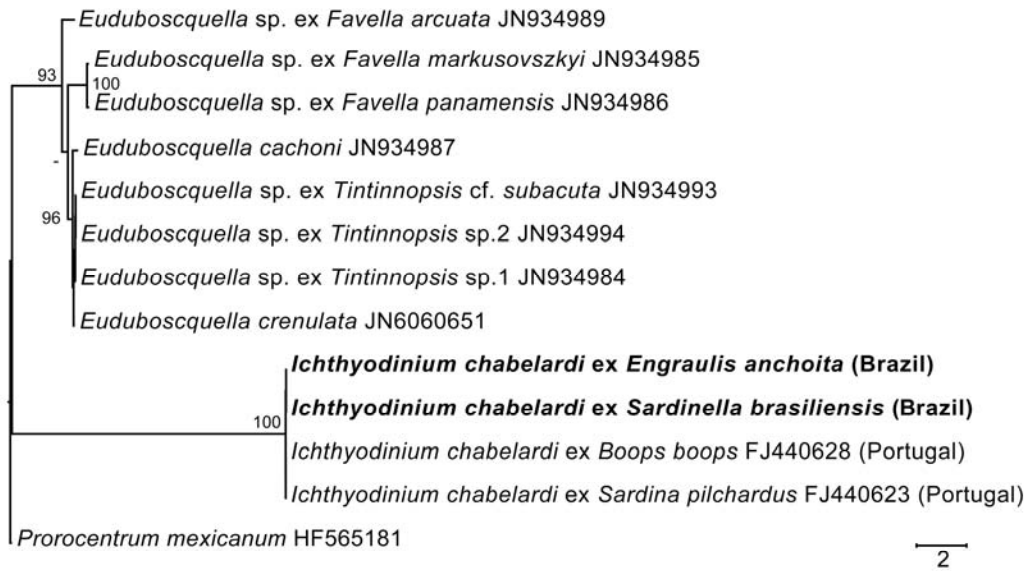 Euduboscquella sp. ex Favella arcuata JN934989
Euduboscquella sp. ex Favella markusovszkyi JN934985
93
100
Euduboscquella sp. ex Favella panamensis JN934986
Euduboscquella cachoni JN934987
-
Euduboscquella sp. ex Tintinnopsis cf. subacuta JN934993
96
Euduboscquella sp. ex Tintinnopsis sp.2 JN934994
Euduboscquella sp. ex Tintinnopsis sp.1 JN934984
Euduboscquella crenulata JN6060651
Ichthyodinium chabelardi ex Engraulis anchoita (Brazil)
Ichthyodinium chabelardi ex Sardinella brasiliensis (Brazil)
100
Ichthyodinium chabelardi ex Boops boops FJ440628 (Portugal)
Ichthyodinium chabelardi ex Sardina pilchardus FJ440623 (Portugal)
Prorocentrum mexicanum HF565181
2